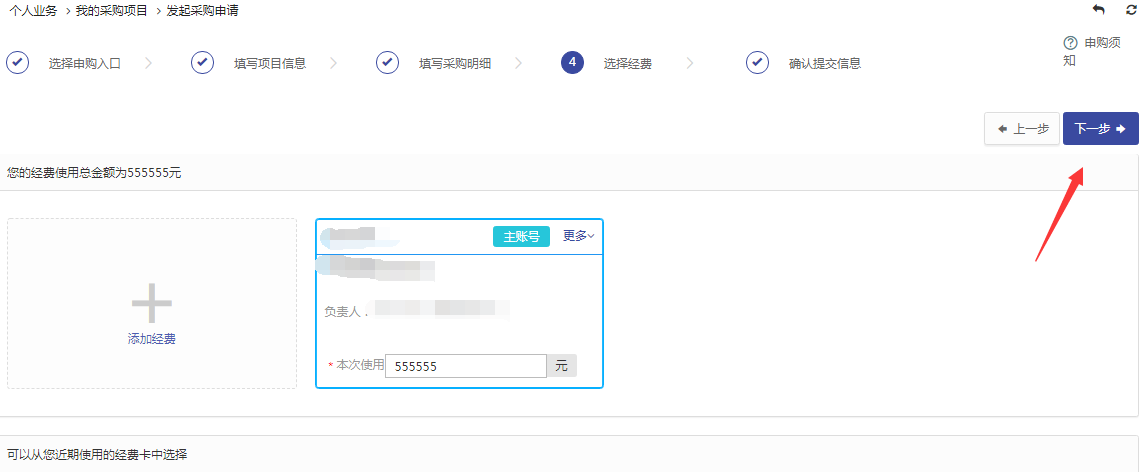 个人业务 > 我的采购项目 > 发起采购申请
选择申购入口
填写项目信息
填写采购明细
4 选择经费
确认提交信息
申购须
知
上一步
下一步
您的经费使用总金额为555555元
主账号 更多
添加经费
负责人
* 本次使用 555555 元
可以从您近期使用的经费卡中选择